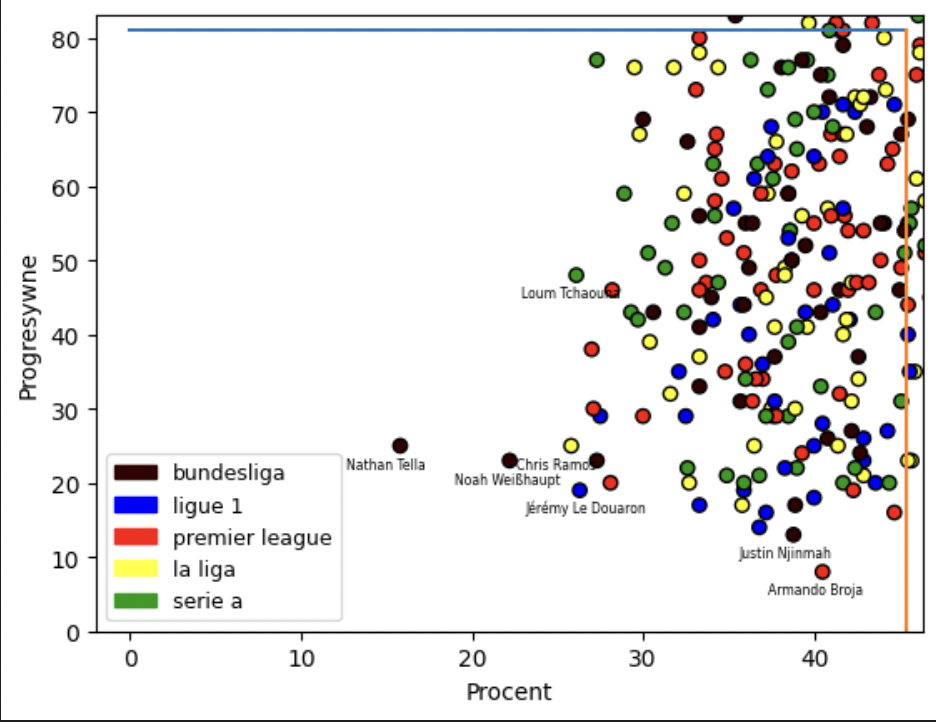 80
70
60
50
40
30
20
10
0
Progresywne
Loum Tchaouna
Nathan Tella
Chris Ramos
Noah Weißhaupt
Jérémy Le Douaron
Justin Njinmah
Armando Broja
bundesliga
ligue 1
premier league
la liga
serie a
0 10 20 30 40
Procent